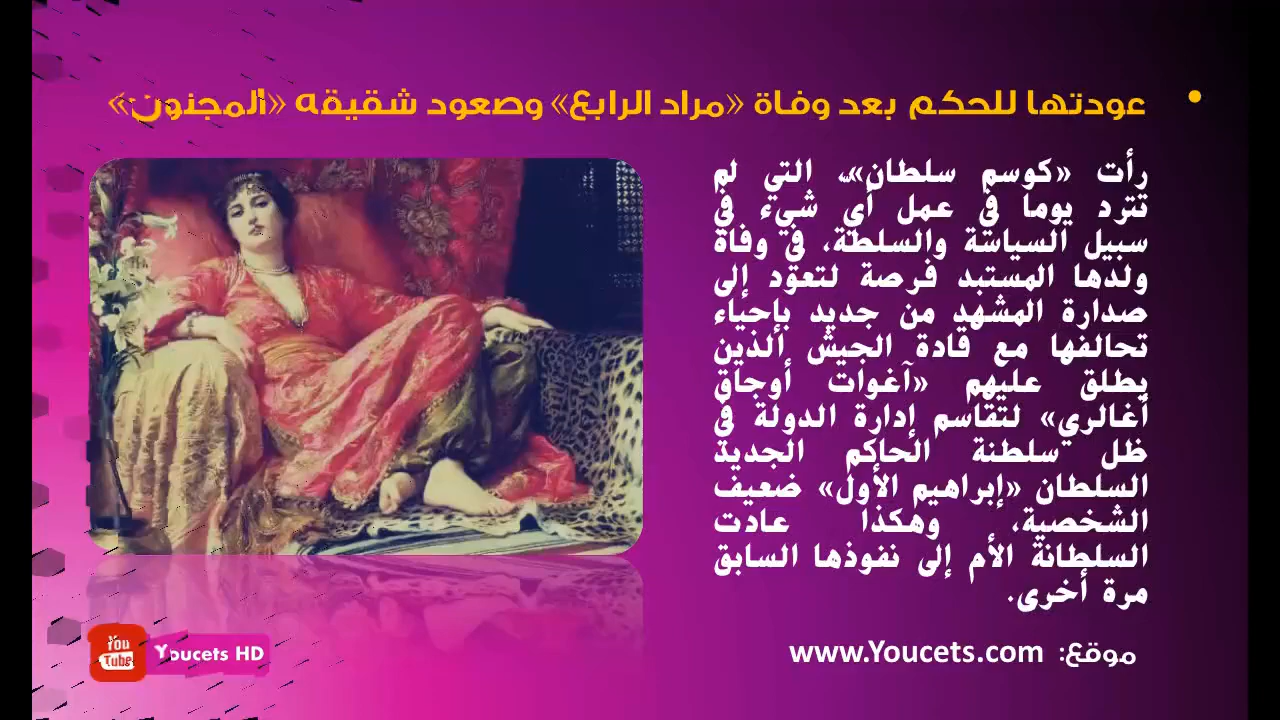 • عودتها للحكم بعد وفاة «مراد الرابع» وصعود شقيقه «المجنون»
رأت «كوسم سلطان»، التي لم
تترد يوما في عمل أي شيء في
سبيل السياسة والسلطة، في وفاة
ولدها المستبد فرصة لتعود إلى
صدارة المشهد من جديد بإحياء
تحالفها مع قادة الجيش الذين
يطلق عليهم «آغوات أوجاق
أغالري» لتقاسم إدارة الدولة في
ظل سلطنة الحاكم الجديد
السلطان «إبراهيم الأول» ضعيف
الشخصية، وهكذا عادت
السلطانة الأم إلى نفوذها السابق
مرة أخرى.
موقع: www.Youcets.com
You
Tube
Youcets HD